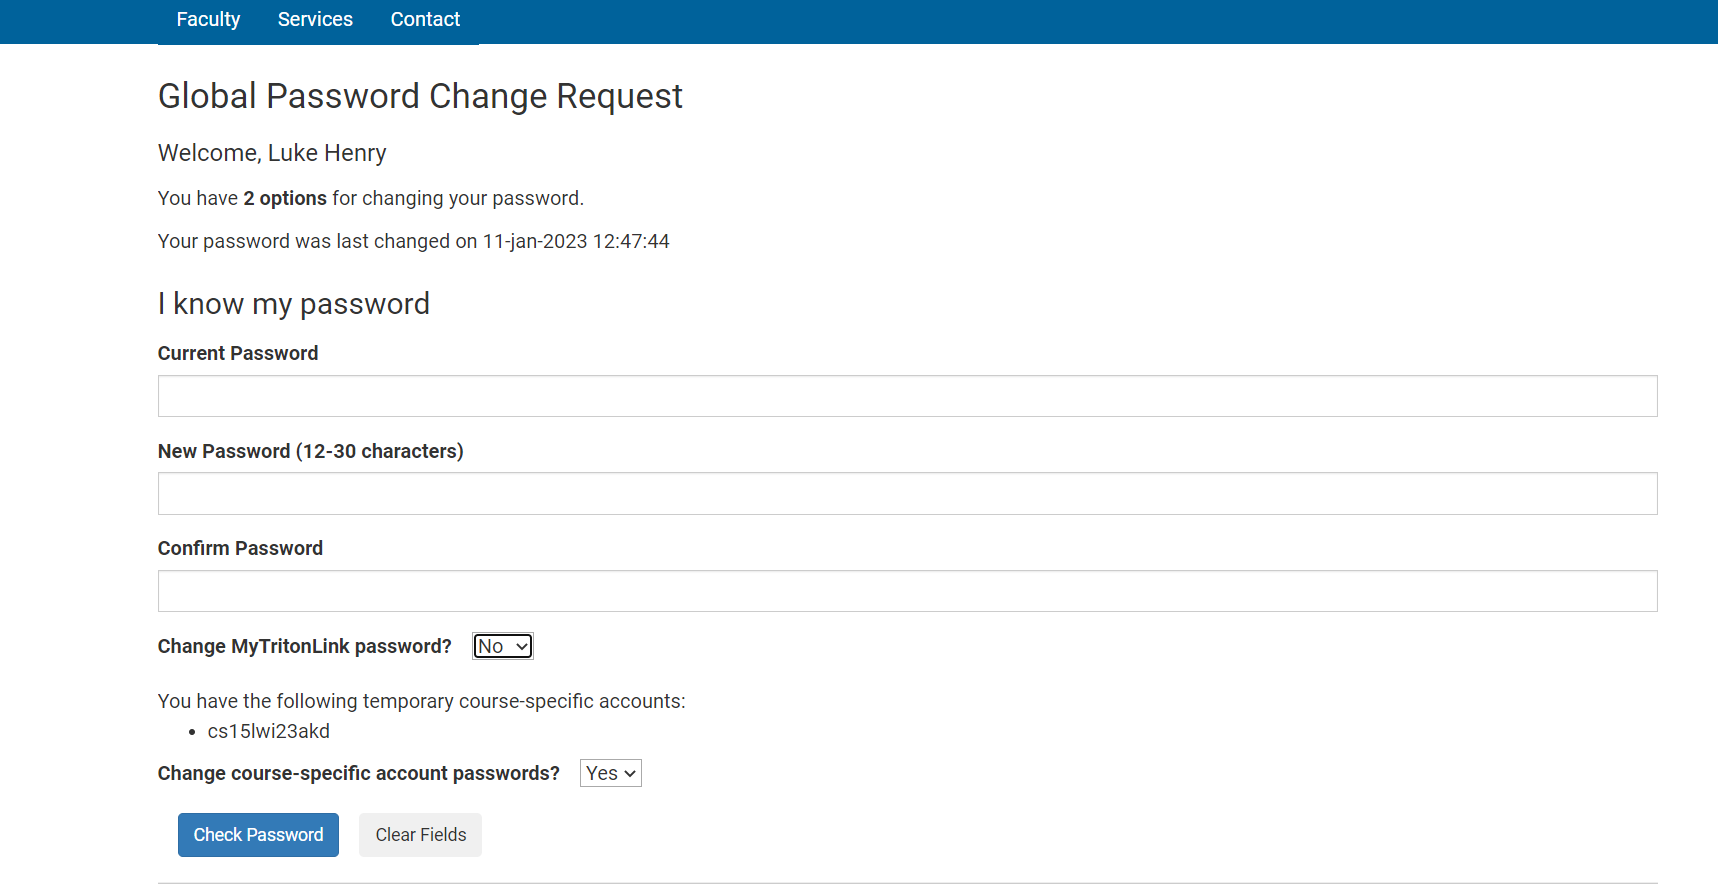 Faculty Services Contact
Global Password Change Request
Welcome, Luke Henry
You have 2 options for changing your password.
Your password was last changed on 11-jan-2023 12:47:44
I know my password
Current Password
New Password (12-30 characters)
Confirm Password
Change MyTritonLink password? No
You have the following temporary course-specific accounts:
• cs15lwi23akd
Change course-specific account passwords? Yes
Check Password Clear Fields